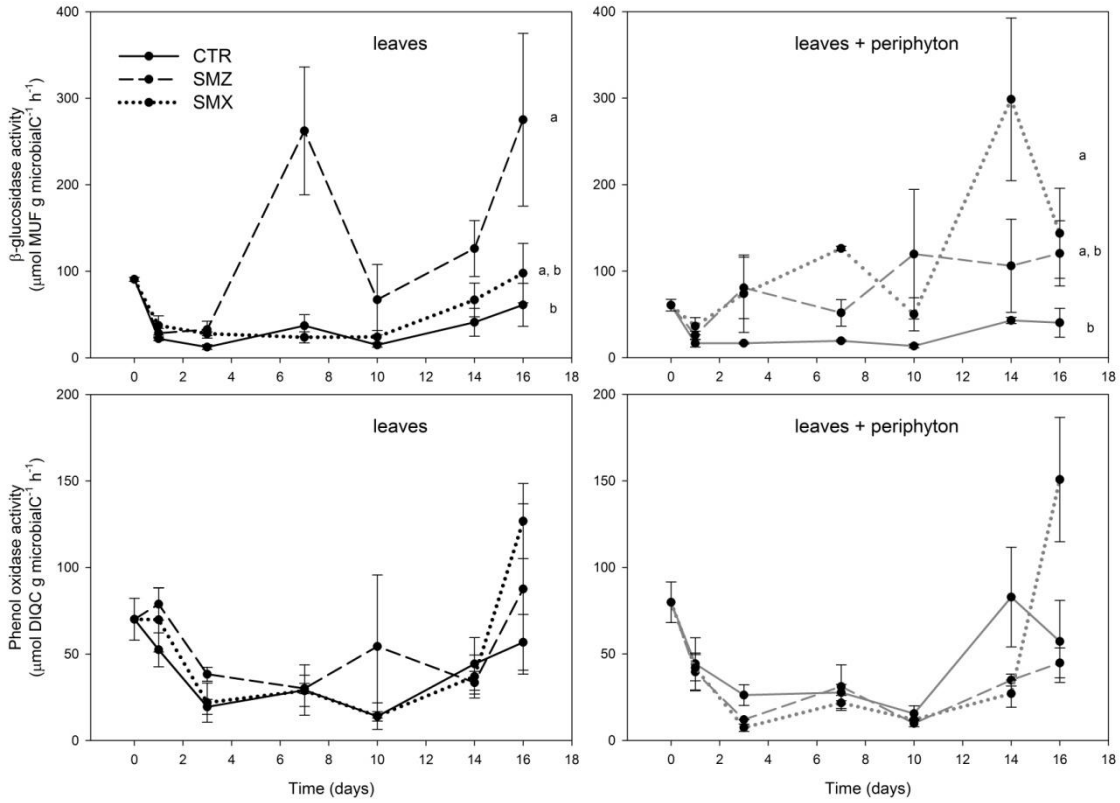 400
300
200
100
0
β-glucosidase activity
(μmol MUF g microbialC⁻¹ h⁻¹)
leaves
CTR
SMZ
SMX
a
a, b
b
0 2 4 6 8 10 12 14 16 18
400
300
200
100
0
leaves + periphyton
a
a, b
b
0 2 4 6 8 10 12 14 16 18
200
150
100
50
0
Phenol oxidase activity
(μmol DIQC g microbialC⁻¹ h⁻¹)
leaves
0 2 4 6 8 10 12 14 16 18
Time (days)
200
150
100
50
0
leaves + periphyton
0 2 4 6 8 10 12 14 16 18
Time (days)